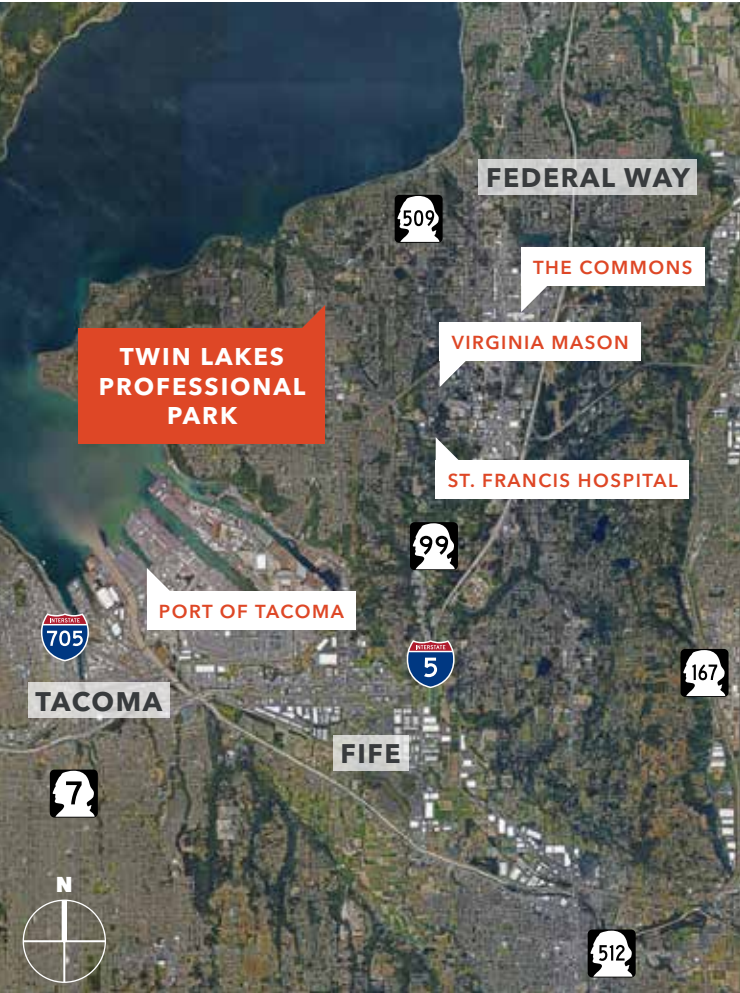 FEDERAL WAY
509
THE COMMONS
VIRGINIA MASON
TWIN LAKES
PROFESSIONAL
PARK
ST. FRANCIS HOSPITAL
99
PORT OF TACOMA
INTERSTATE
705
INTERSTATE
5
167
TACOMA
FIFE
7
N
512